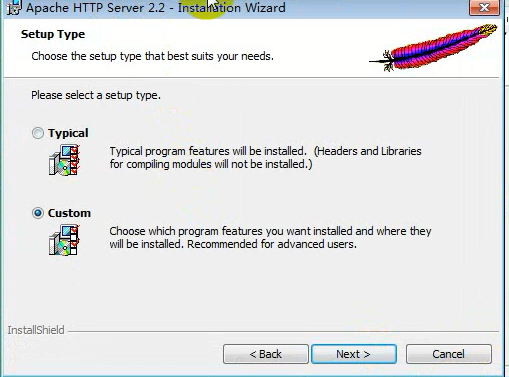 Apache HTTP Server 2.2 - Installation Wizard
Setup Type
Choose the setup type that best suits your needs.
Please select a setup type.
Typical
Typical program features will be installed. (Headers and Libraries
for compiling modules will not be installed.)
Custom
Choose which program features you want installed and where they
will be installed. Recommended for advanced users.
InstallShield
< Back
Next >
Cancel